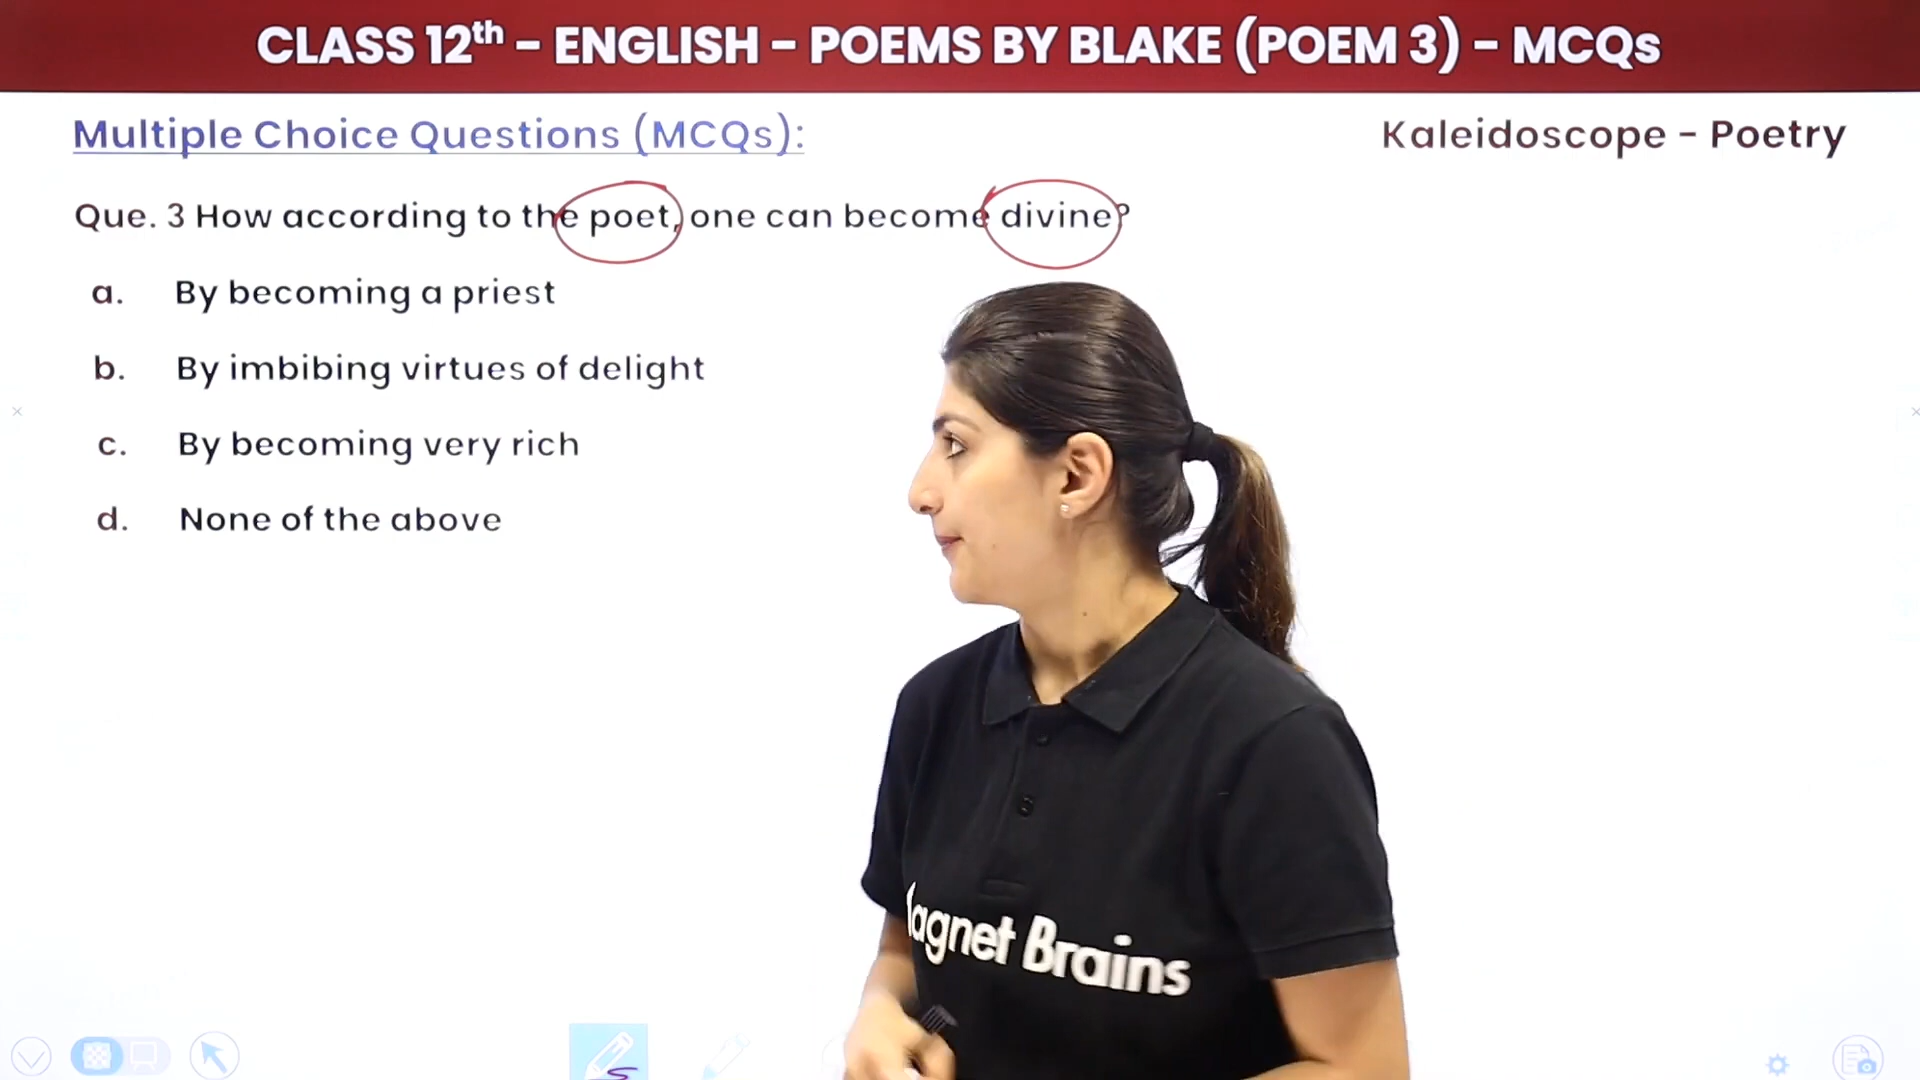 CLASS 12th - ENGLISH - POEMS BY BLAKE (POEM 3) - MCQs
Multiple Choice Questions (MCQs):
Kaleidoscope - Poetry
Que. 3 How according to the poet, one can become divine?
a. By becoming a priest
b. By imbibing virtues of delight
c. By becoming very rich
d. None of the above
agnet Brains